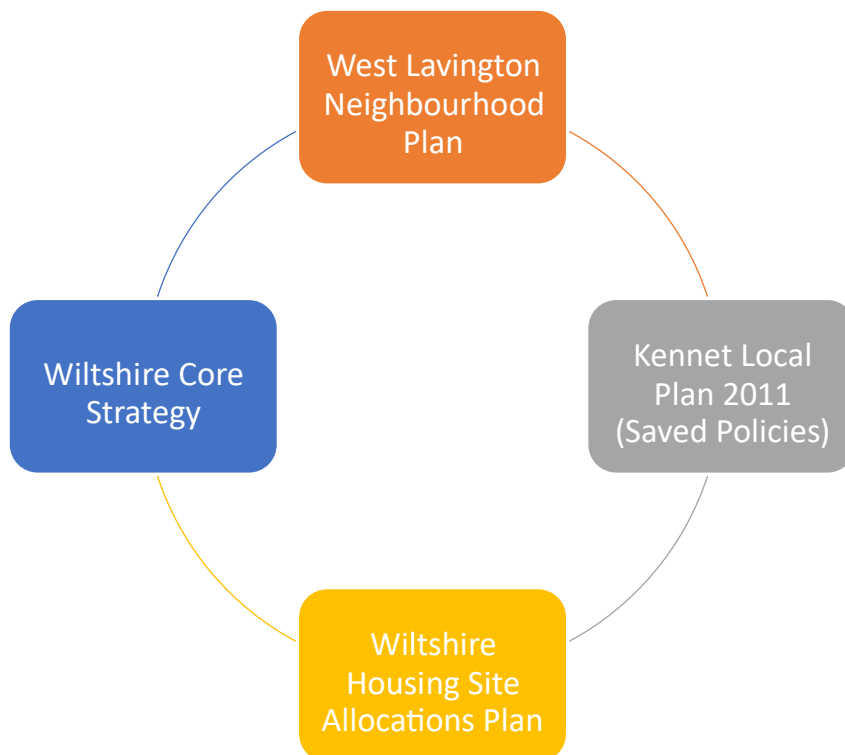 West Lavington
Neighbourhood
Plan
Wiltshire Core
Strategy
Kennet Local
Plan 2011
(Saved Policies)
Wiltshire
Housing Site
Allocations Plan